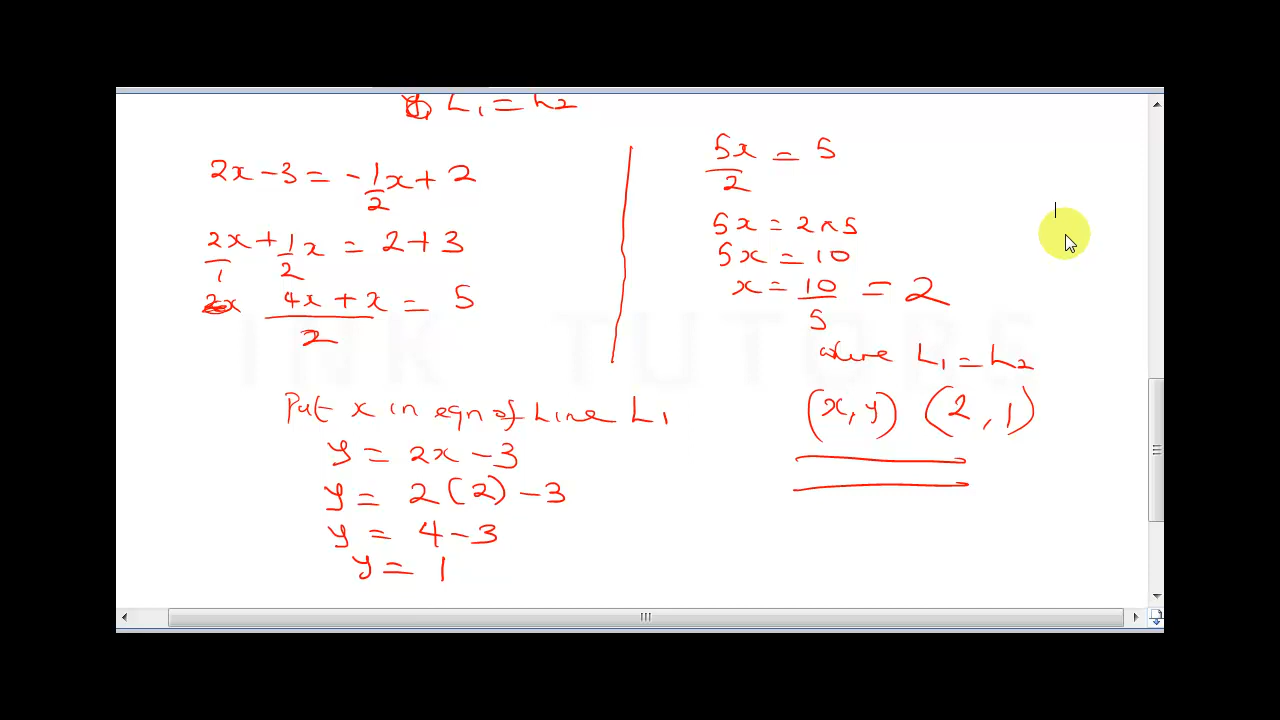 L₁ = L₂
2x - 3 = -1/2 x + 2
2x/1 + 1/2 x = 2 + 3
(4x + x)/2 = 5
5x/2 = 5
5x = 2 x 5
5x = 10
x = 10/5 = 2
where L₁ = L₂
(x, y) (2, 1)
Put x in eqn of Line L₁
y = 2x - 3
y = 2(2) - 3
y = 4 - 3
y = 1
TUTORS